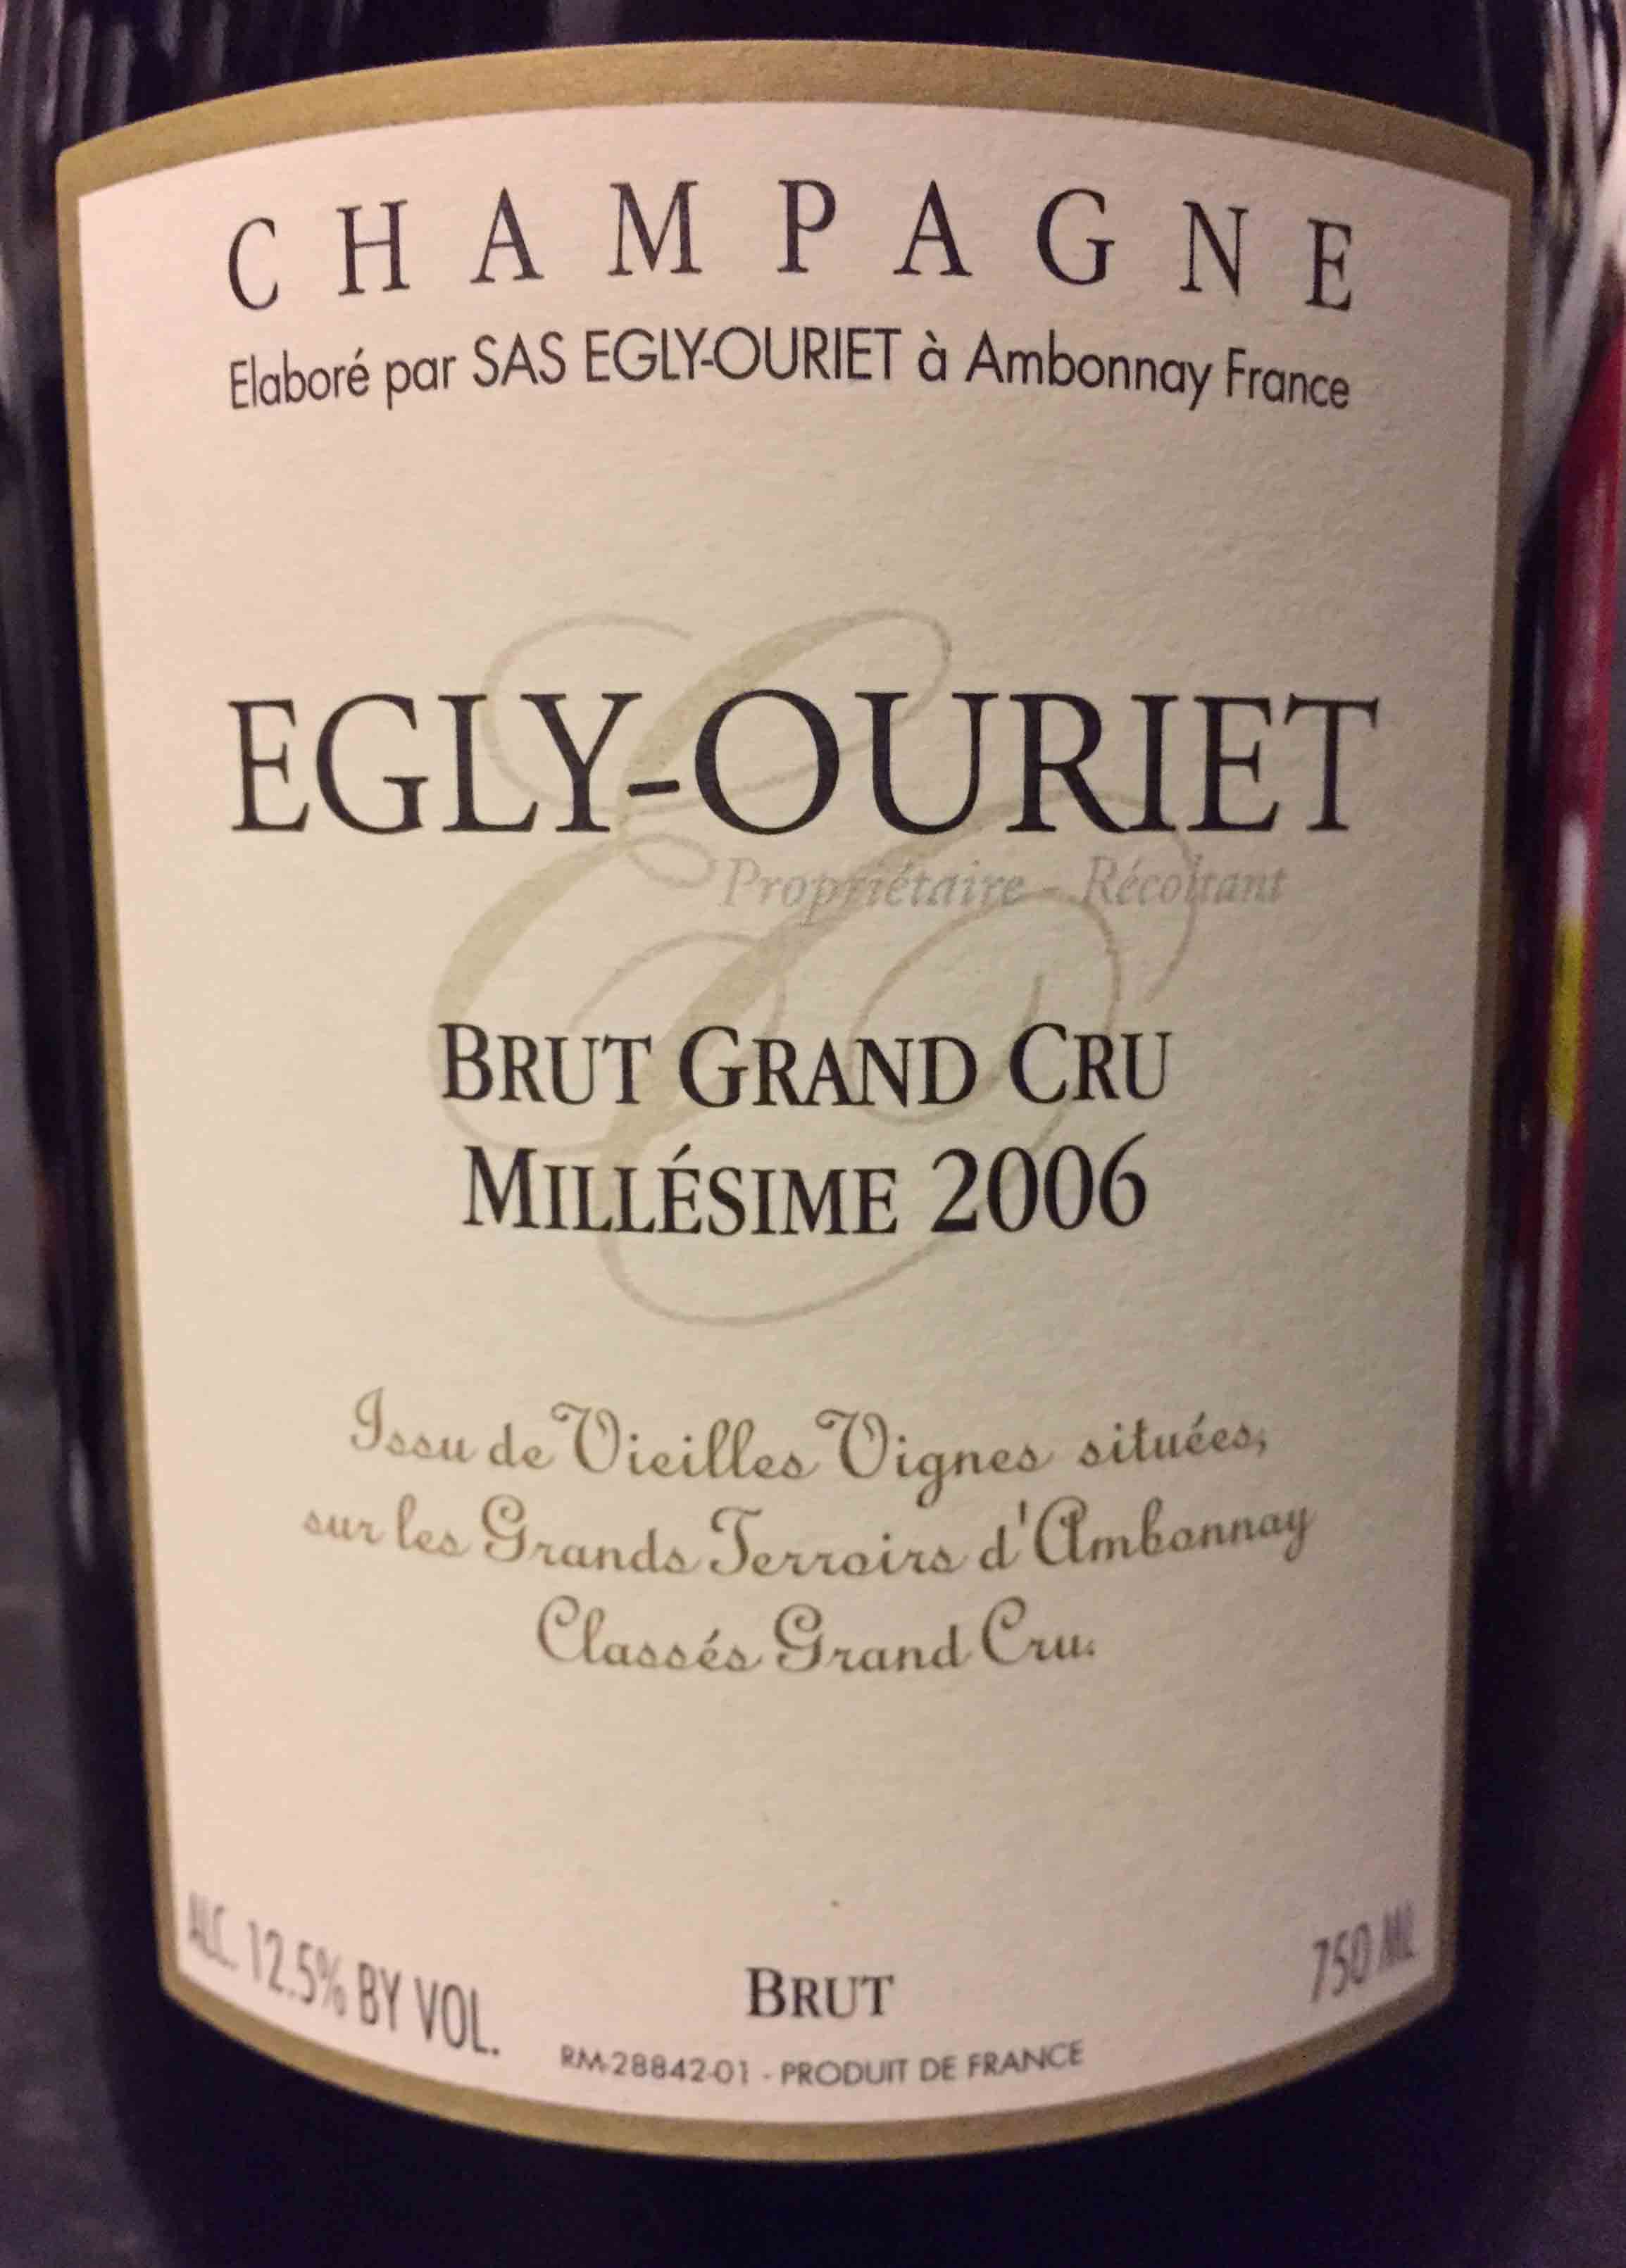 CHAMPAGNE
Elaboré par SAS EGLY-OURIET à Ambonnay France
EGLY-OURIET
Propriétaire - Récoltant
BRUT GRAND CRU
MILLÉSIME 2006
Issu de Vieilles Vignes situées,
sur les Grands Terroirs d'Ambonnay
Classés Grand Cru.
ALC. 12.5% BY VOL.
BRUT
750 ML
RM-28842-01 - PRODUIT DE FRANCE